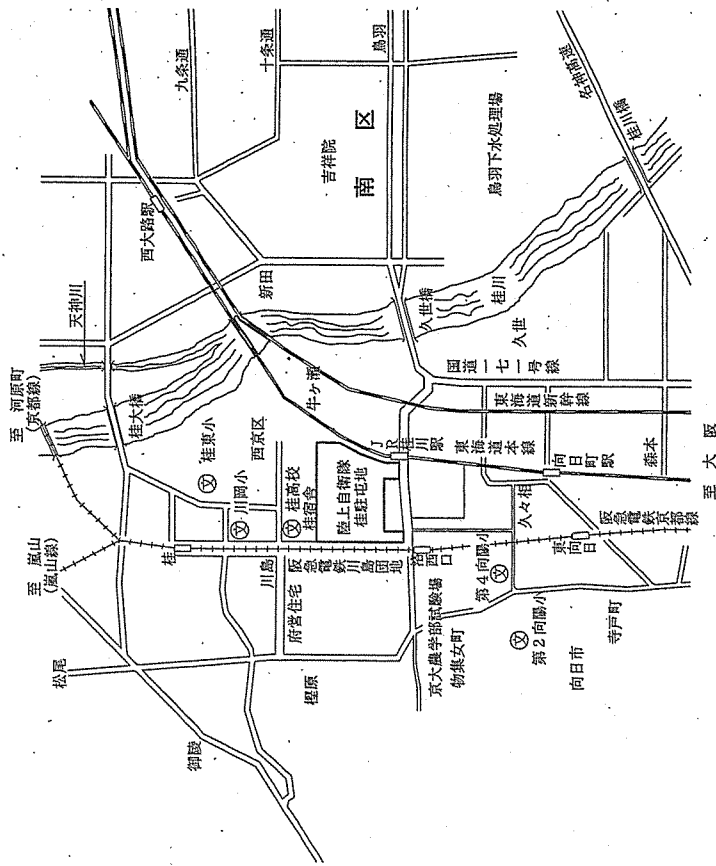 九条通
十条通
鳥羽
名神高速
桂川橋
西大路駅
吉祥院
南区
鳥羽下水処理場
天神川
新田
至 河原町
(京都線)
桂大橋
久世橋
桂川
久世
牛ヶ瀬
国道一七一号線
東海道新幹線
桂東小
西京区
JR桂川駅
東海道本線
向日町駅
森本
至 大阪
川岡小
桂高校
桂宿舎
陸上自衛隊
桂駐屯地
久々相
至 嵐山
(嵐山線)
桂
川島
阪急電鉄川島団地
洛西口
第4向陽小
東向日
阪急電鉄京都線
府営住宅
京大農学部試験場
物集女町
第2向陽小
寺戸町
松尾
樫原
向日市
御陵
文
文
文
文
文